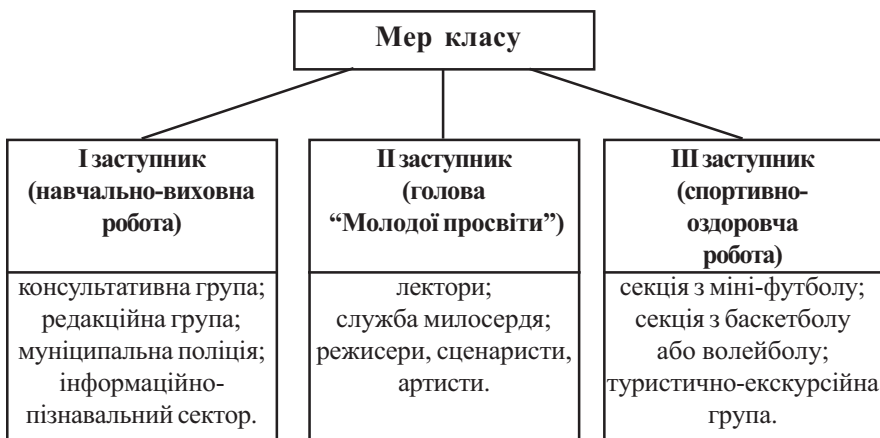 Мер класу
I заступник
(навчально-виховна
робота)
консультативна група;
редакційна група;
муніципальна поліція;
інформаційно-
пізнавальний сектор.
II заступник
(голова
“Молодої просвіти”)
лектори;
служба милосердя;
режисери, сценаристи,
артисти.
III заступник
(спортивно-
оздоровча
робота)
секція з міні-футболу;
секція з баскетболу
або волейболу;
туристично-екскурсійна
група.